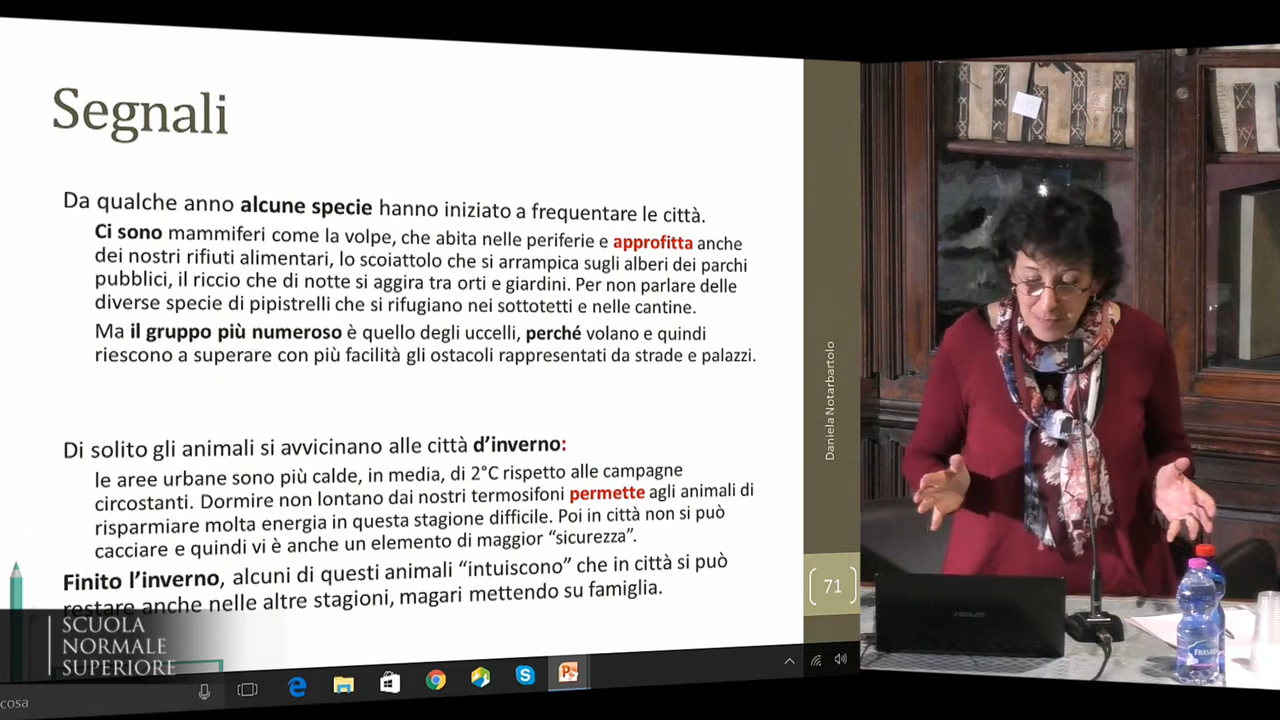 Segnali
Da qualche anno alcune specie hanno iniziato a frequentare le città.
Ci sono mammiferi come la volpe, che abita nelle periferie e approfitta anche
dei nostri rifiuti alimentari, lo scoiattolo che si arrampica sugli alberi dei parchi
pubblici, il riccio che di notte si aggira tra orti e giardini. Per non parlare delle
diverse specie di pipistrelli che si rifugiano nei sottotetti e nelle cantine.
Ma il gruppo più numeroso è quello degli uccelli, perché volano e quindi
riescono a superare con più facilità gli ostacoli rappresentati da strade e palazzi.
Di solito gli animali si avvicinano alle città d'inverno:
le aree urbane sono più calde, in media, di 2°C rispetto alle campagne
circostanti. Dormire non lontano dai nostri termosifoni permette agli animali di
risparmiare molta energia in questa stagione difficile. Poi in città non si può
cacciare e quindi vi è anche un elemento di maggior “sicurezza”.
Finito l'inverno, alcuni di questi animali “intuiscono” che in città si può
restare anche nelle altre stagioni, magari mettendo su famiglia.
Daniela Notarbartolo
71
SCUOLA
NORMALE
SUPERIORE
cosa
ASUS